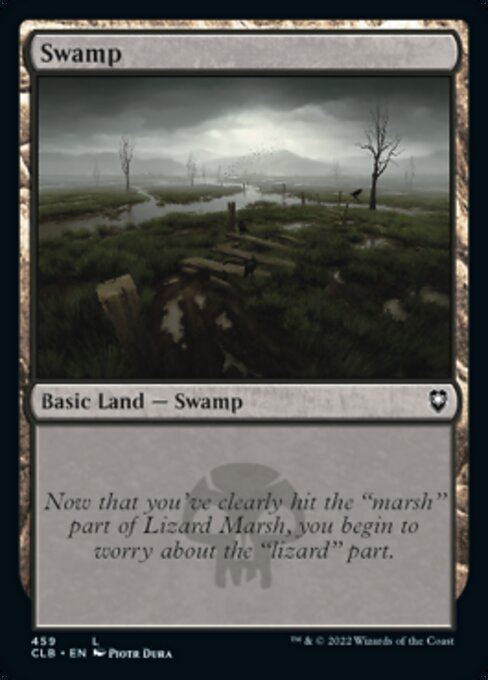 Swamp
Basic Land — Swamp
Now that you've clearly hit the “marsh”
part of Lizard Marsh, you begin to
worry about the “lizard” part.
459 L
CLB • EN Piotr Dura
™ & © 2022 Wizards of the Coast